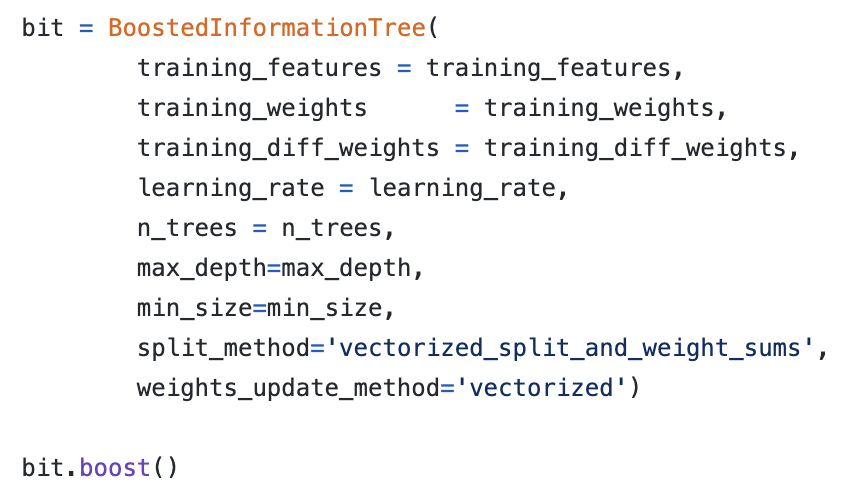 bit = BoostedInformationTree(
        training_features = training_features,
        training_weights      = training_weights,
        training_diff_weights = training_diff_weights,
        learning_rate = learning_rate,
        n_trees = n_trees,
        max_depth=max_depth,
        min_size=min_size,
        split_method='vectorized_split_and_weight_sums',
        weights_update_method='vectorized')

bit.boost()